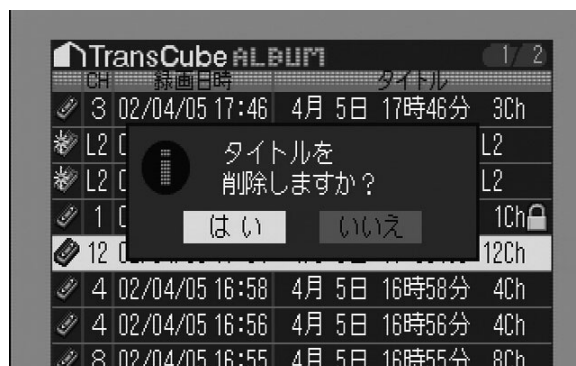 TransCube ALBUM 1/ 2
CH 録画日時 タイトル
3 02/04/05 17:46 4月 5日 17時46分 3Ch
L2 L2
L2 L2
1 1Ch
12 12Ch
タイトルを
削除しますか？
はい いいえ
4 02/04/05 16:58 4月 5日 16時58分 4Ch
4 02/04/05 16:56 4月 5日 16時56分 4Ch
8 02/04/05 16:55 4月 5日 16時55分 8Ch